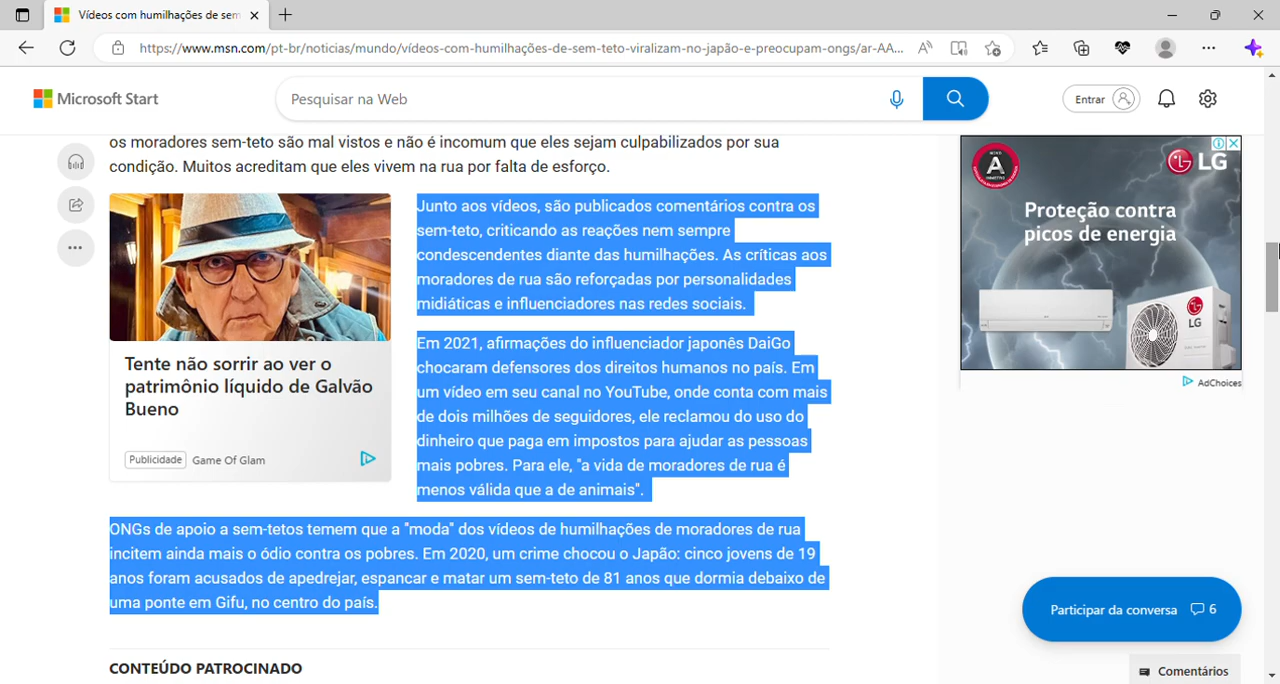 Vídeos com humilhações de sem
https://www.msn.com/pt-br/noticias/mundo/vídeos-com-humilhações-de-sem-teto-viralizam-no-japão-e-preocupam-ongs/ar-AA...
Microsoft Start
Pesquisar na Web
Entrar
os moradores sem-teto são mal vistos e não é incomum que eles sejam culpabilizados por sua
condição. Muitos acreditam que eles vivem na rua por falta de esforço.
Junto aos vídeos, são publicados comentários contra os
sem-teto, criticando as reações nem sempre
condescendentes diante das humilhações. As críticas aos
moradores de rua são reforçadas por personalidades
midiáticas e influenciadores nas redes sociais.
Em 2021, afirmações do influenciador japonês DaiGo
chocaram defensores dos direitos humanos no país. Em
um vídeo em seu canal no YouTube, onde conta com mais
de dois milhões de seguidores, ele reclamou do uso do
dinheiro que paga em impostos para ajudar as pessoas
mais pobres. Para ele, "a vida de moradores de rua é
menos válida que a de animais".
Tente não sorrir ao ver o
patrimônio líquido de Galvão
Bueno
Publicidade Game Of Glam
ONGs de apoio a sem-tetos temem que a "moda" dos vídeos de humilhações de moradores de rua
incitem ainda mais o ódio contra os pobres. Em 2020, um crime chocou o Japão: cinco jovens de 19
anos foram acusados de apedrejar, espancar e matar um sem-teto de 81 anos que dormia debaixo de
uma ponte em Gifu, no centro do país.
CONTEÚDO PATROCINADO
A
LG
Proteção contra
picos de energia
LG
AdChoices
Participar da conversa 6
Comentários